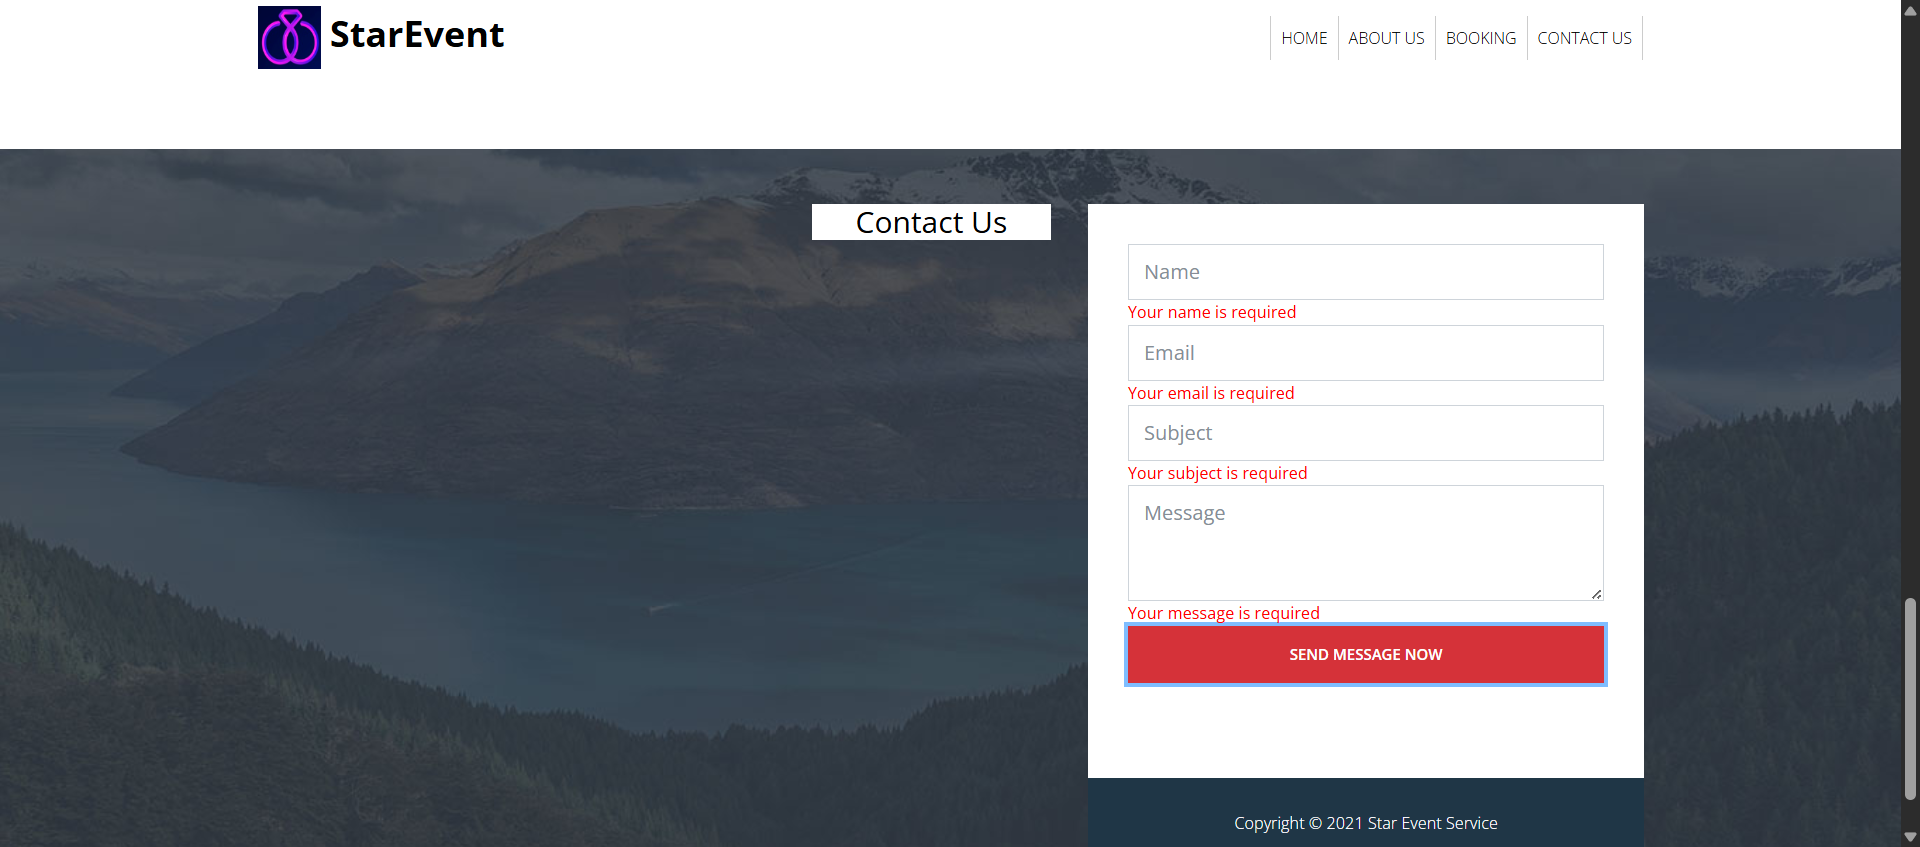 StarEvent
HOME
ABOUT US
BOOKING
CONTACT US
Contact Us
Name
Your name is required
Email
Your email is required
Subject
Your subject is required
Message
Your message is required
SEND MESSAGE NOW
Copyright © 2021 Star Event Service